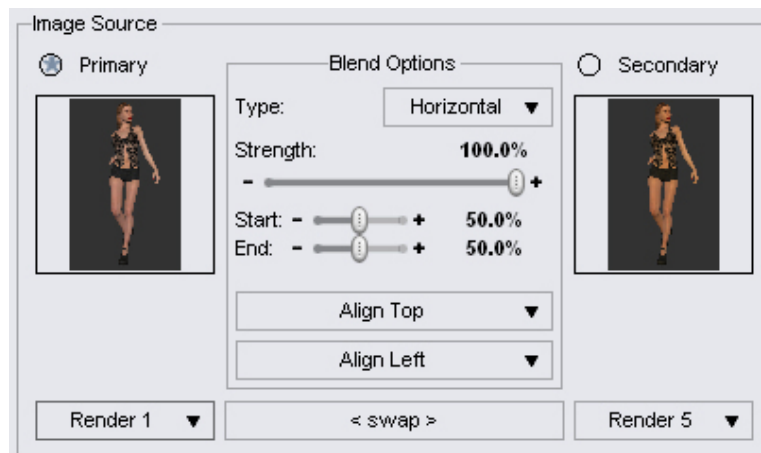 Image Source
Primary
Blend Options
Secondary
Type: Horizontal ▼
Strength: 100.0%
- +
Start: - + 50.0%
End: - + 50.0%
Align Top ▼
Align Left ▼
Render 1 ▼
< swap >
Render 5 ▼